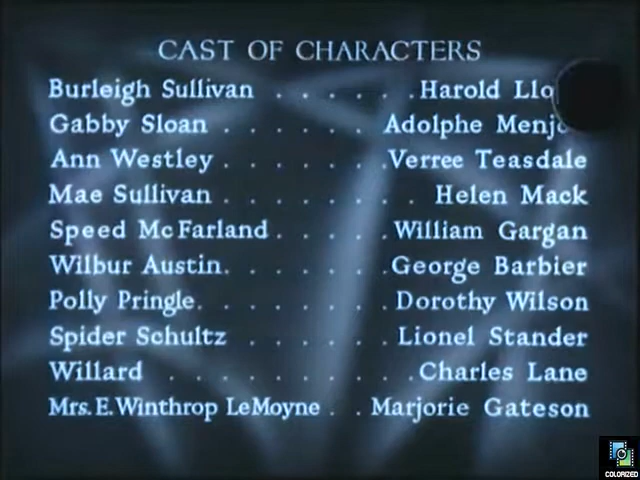 CAST OF CHARACTERS
Burleigh Sullivan . . . . . . Harold
Gabby Sloan . . . . . . Adolphe
Ann Westley . . . . . . . Verree Teasdale
Mae Sullivan . . . . . . . . Helen Mack
Speed McFarland . . . . . William Gargan
Wilbur Austin. . . . . . . George Barbier
Polly Pringle. . . . . . . . Dorothy Wilson
Spider Schultz . . . . . . Lionel Stander
Willard . . . . . . . . . . Charles Lane
Mrs. E. Winthrop LeMoyne . . Marjorie Gateson
COLORIZED